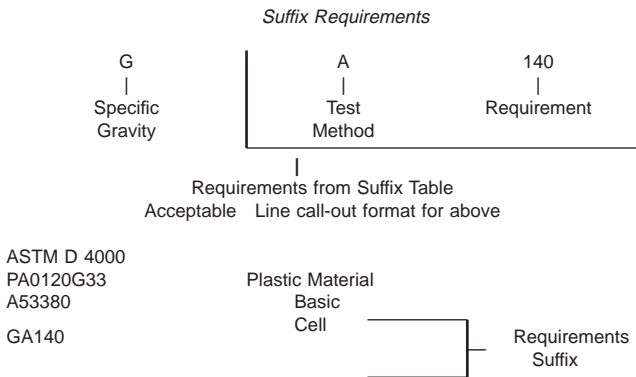 Suffix Requirements
G A 140
Specific Gravity Test Method Requirement
Requirements from Suffix Table
Acceptable Line call-out format for above
ASTM D 4000
PA0120G33 Plastic Material
A53380 Basic
Cell
GA140 Requirements
Suffix